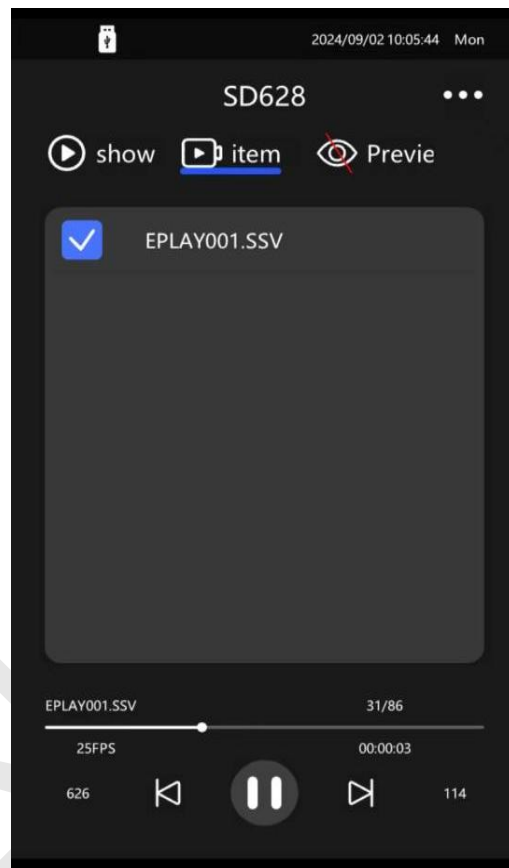 2024/09/02 10:05:44 Mon
SD628
show item Previe
EPLAY001.SSV
EPLAY001.SSV 31/86
25FPS 00:00:03
626 114